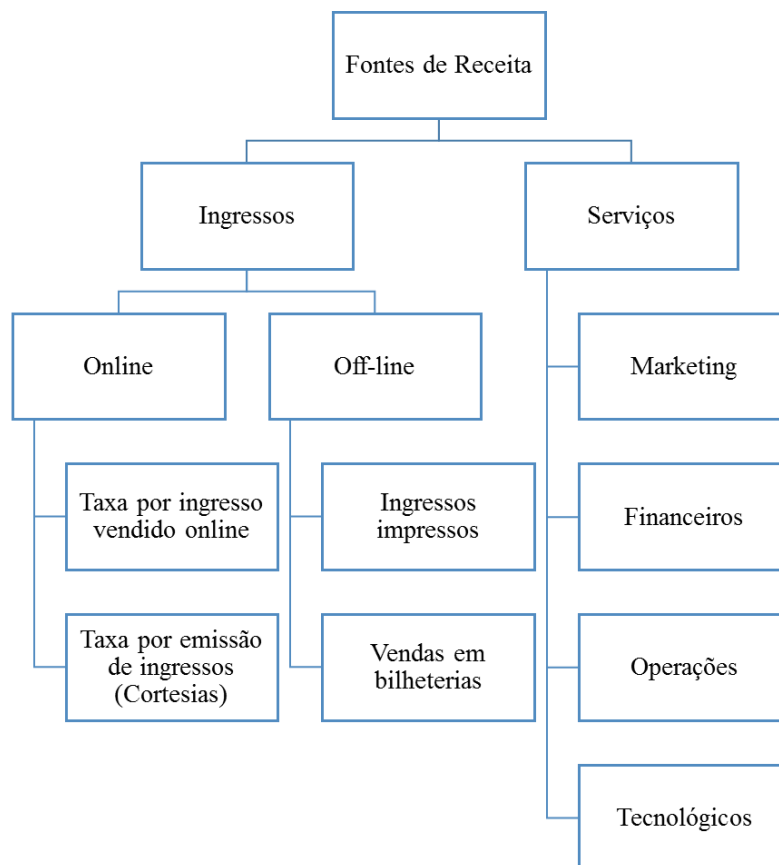 Fontes de Receita
Ingressos
Serviços
Online
Off-line
Marketing
Taxa por ingresso
vendido online
Ingressos
impressos
Financeiros
Taxa por emissão
de ingressos
(Cortesias)
Vendas em
bilheterias
Operações
Tecnológicos